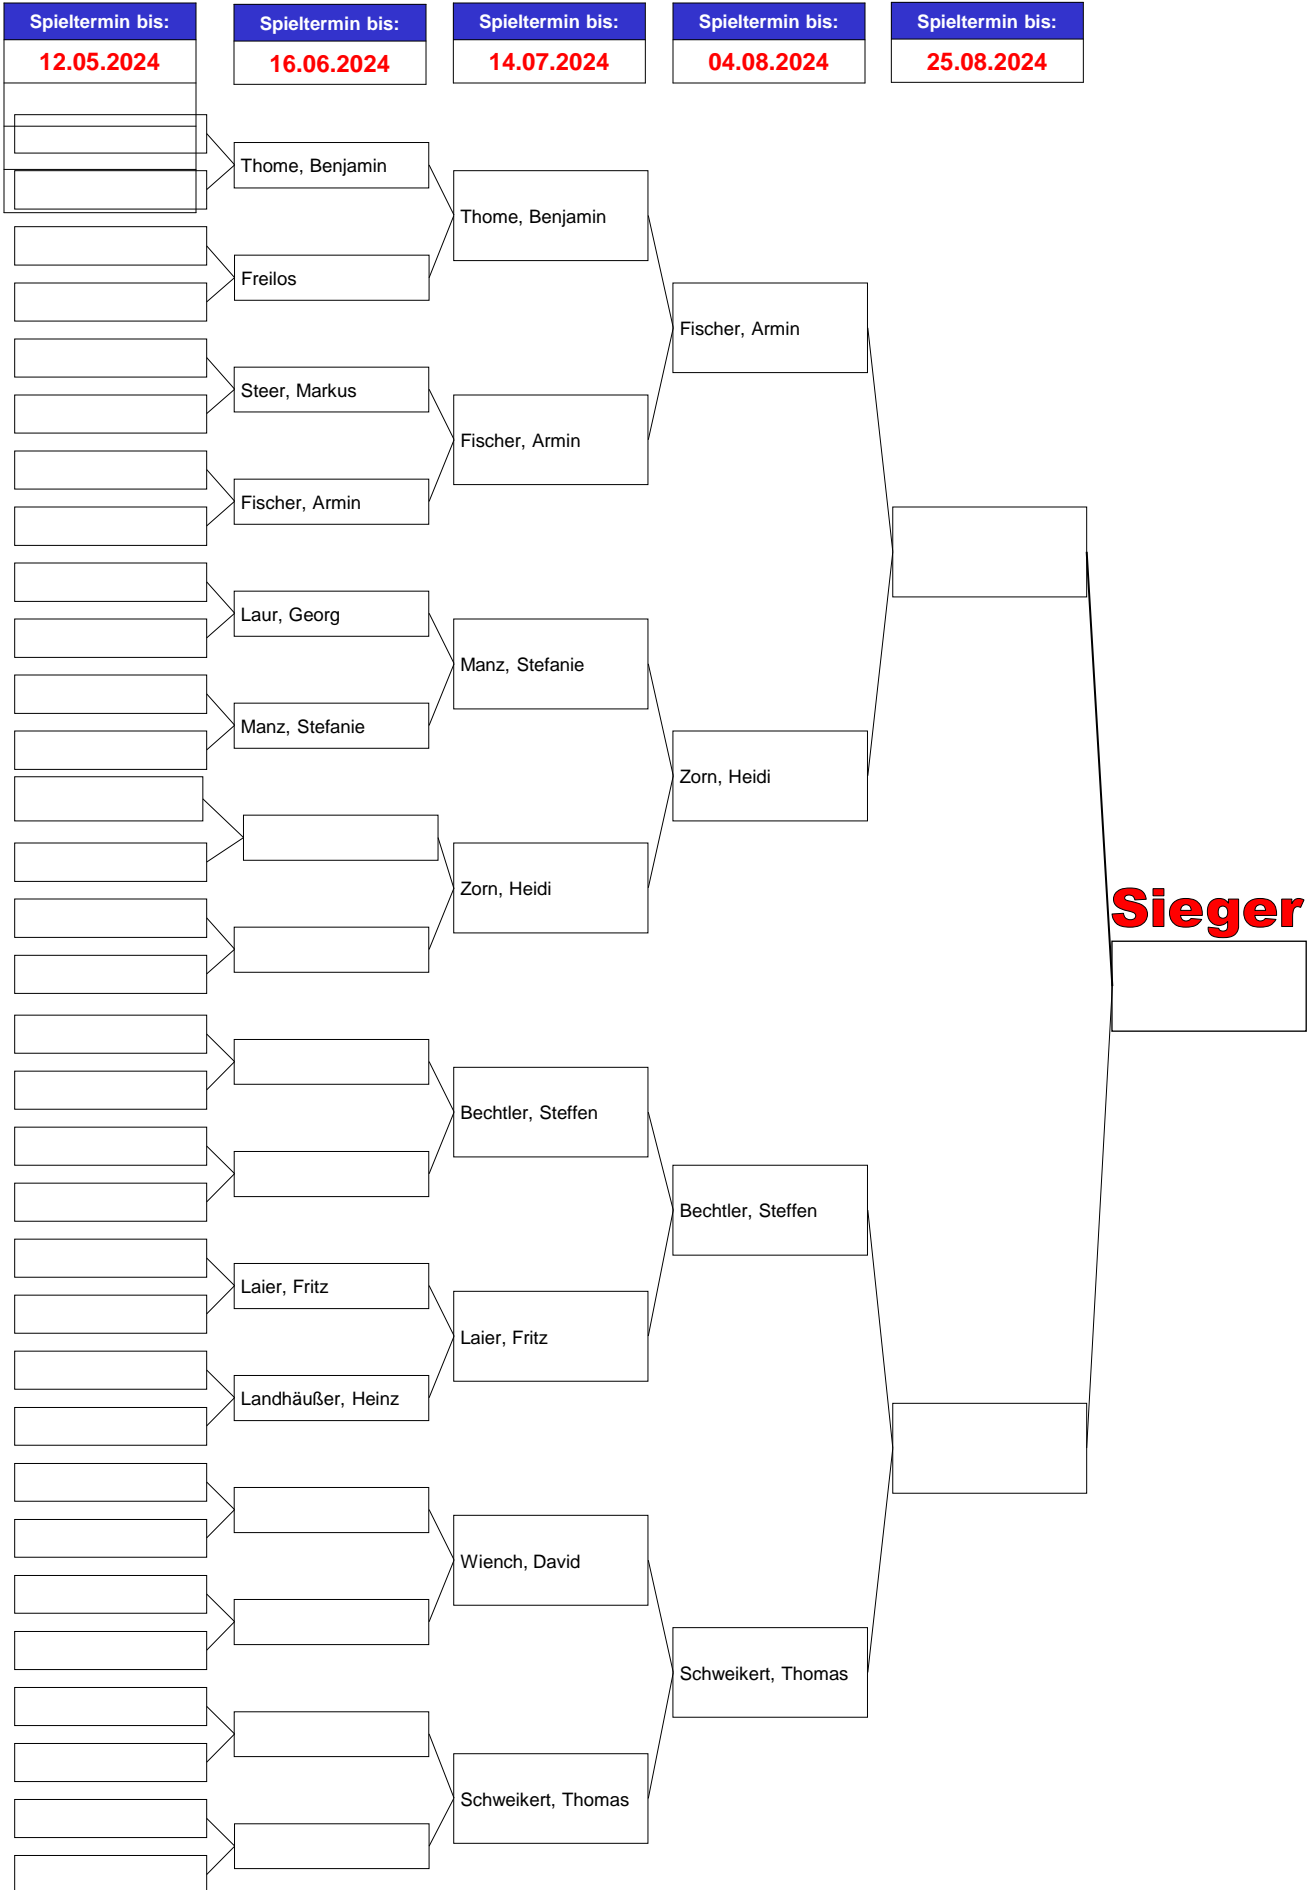 Spieltermin bis:
Spieltermin bis:
Spieltermin bis:
Spieltermin bis:
Spieltermin bis:
12.05.2024
16.06.2024
14.07.2024
04.08.2024
25.08.2024
Thome, Benjamin
Thome, Benjamin
Freilos
Fischer, Armin
Steer, Markus
Fischer, Armin
Fischer, Armin
Laur, Georg
Manz, Stefanie
Manz, Stefanie
Zorn, Heidi
Zorn, Heidi
Sieger
Bechtler, Steffen
Bechtler, Steffen
Laier, Fritz
Laier, Fritz
Landhäußer, Heinz
Wiench, David
Schweikert, Thomas
Schweikert, Thomas